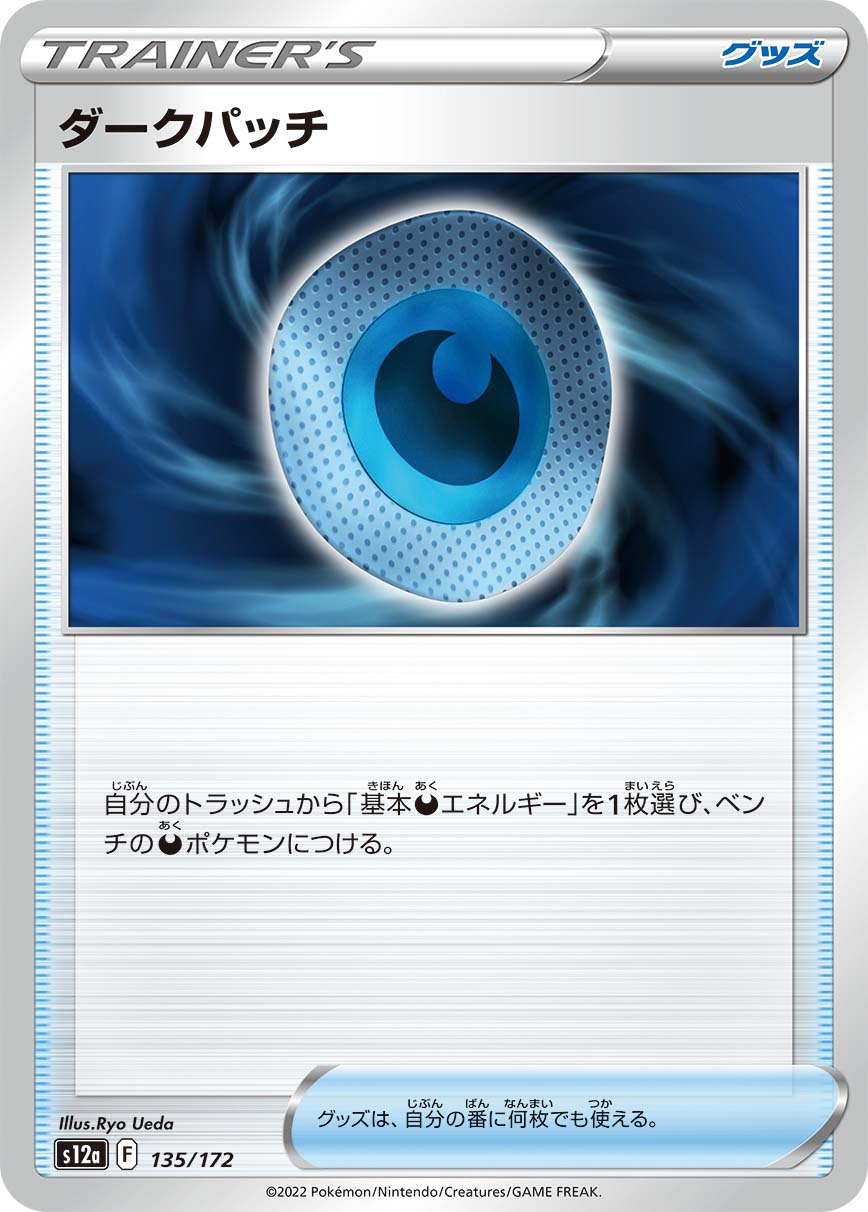 TRAINER'S グッズ
ダークパッチ
自分のトラッシュから「基本エネルギー」を1枚選び、ベン
チのポケモンにつける。
グッズは、自分の番に何枚でも使える。
Illus.Ryo Ueda
s12a F 135/172
©2022 Pokémon/Nintendo/Creatures/GAME FREAK.